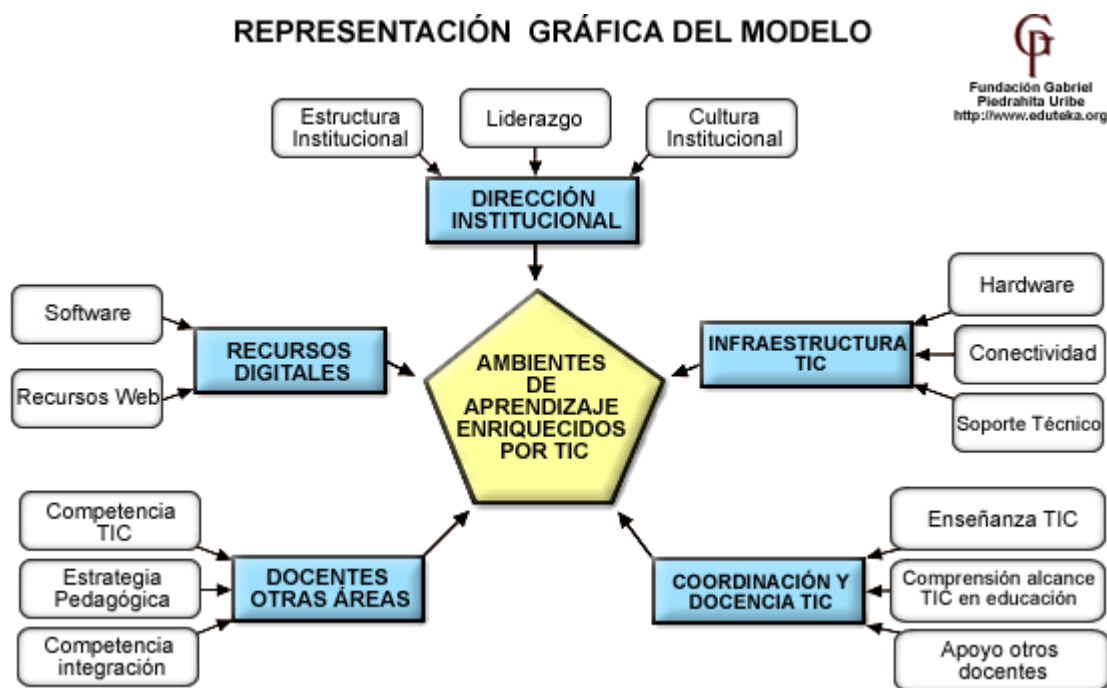 REPRESENTACIÓN GRÁFICA DEL MODELO
Fundación Gabriel
Piedrahita Uribe
http://www.eduteka.org
Estructura
Institucional
Liderazgo
Cultura
Institucional
DIRECCIÓN
INSTITUCIONAL
Software
Recursos Web
RECURSOS
DIGITALES
AMBIENTES
DE
APRENDIZAJE
ENRIQUECIDOS
POR TIC
INFRAESTRUCTURA
TIC
Hardware
Conectividad
Soporte Técnico
Competencia
TIC
Estrategia
Pedagógica
Competencia
integración
DOCENTES
OTRAS ÁREAS
COORDINACIÓN Y
DOCENCIA TIC
Enseñanza TIC
Comprensión alcance
TIC en educación
Apoyo otros
docentes